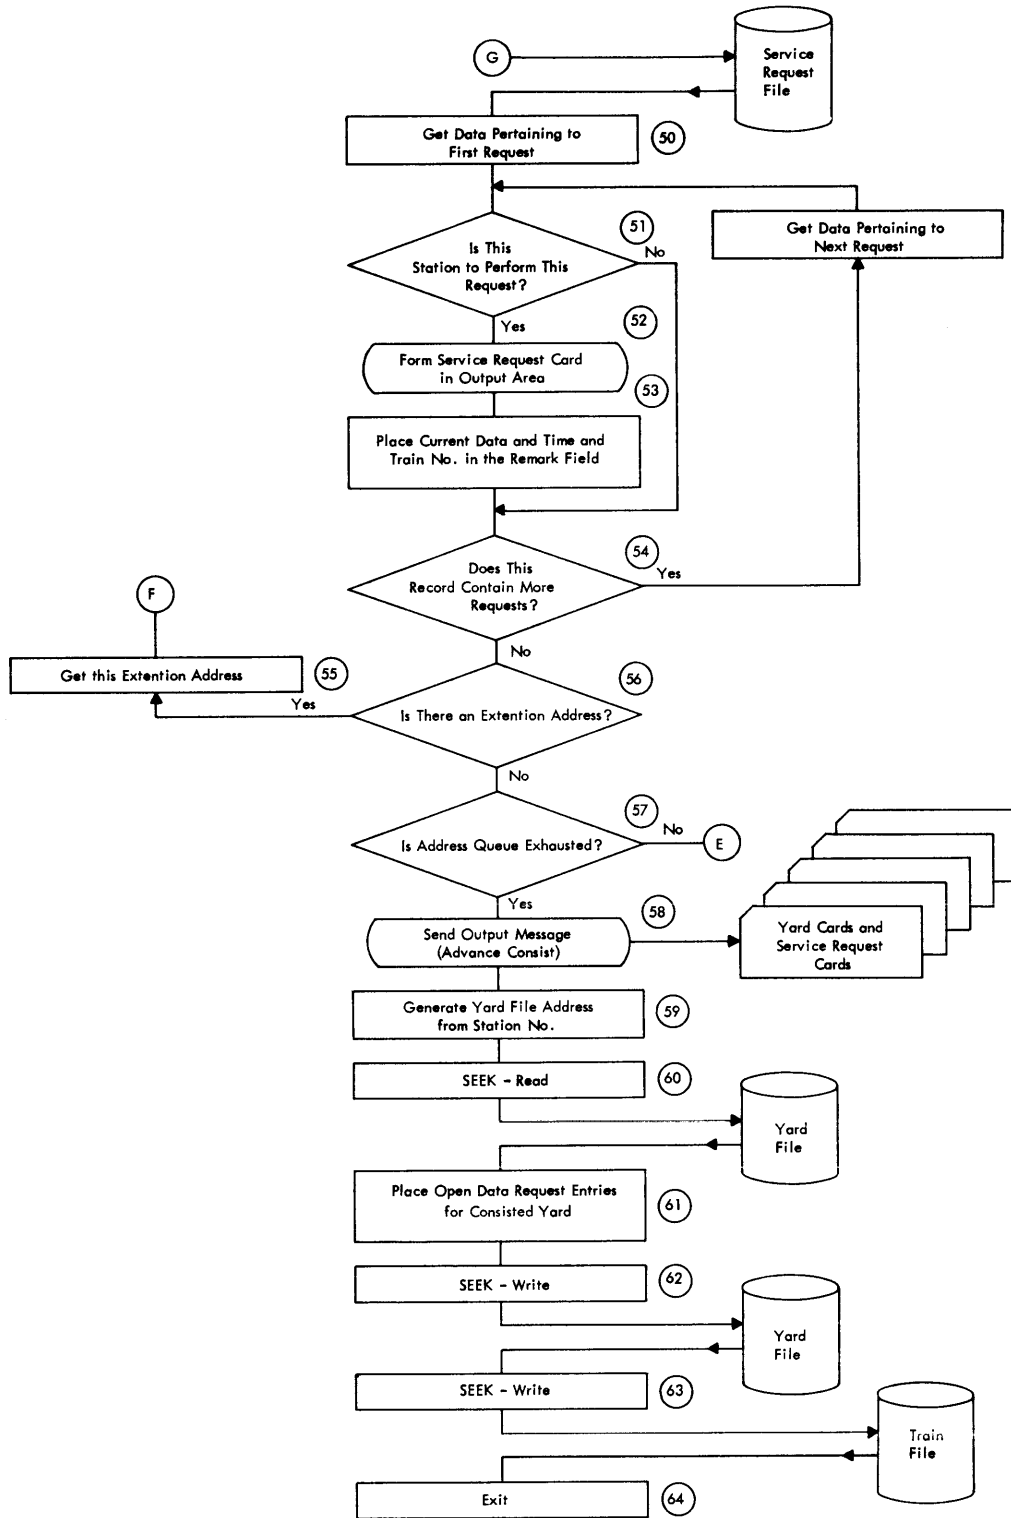 G
Service
Request
File
Get Data Pertaining to
First Request
50
Get Data Pertaining to
Next Request
51
Is This
Station to Perform This
Request?
No
Yes
52
Form Service Request Card
in Output Area
53
Place Current Data and Time and
Train No. in the Remark Field
54
Does This
Record Contain More
Requests?
Yes
No
F
Get this Extention Address
55
Yes
56
Is There an Extention Address?
No
57
Is Address Queue Exhausted?
No
E
Yes
58
Send Output Message
(Advance Consist)
Yard Cards and
Service Request
Cards
Generate Yard File Address
from Station No.
59
SEEK - Read
60
Yard
File
Place Open Data Request Entries
for Consisted Yard
61
SEEK - Write
62
Yard
File
SEEK - Write
63
Train
File
Exit
64